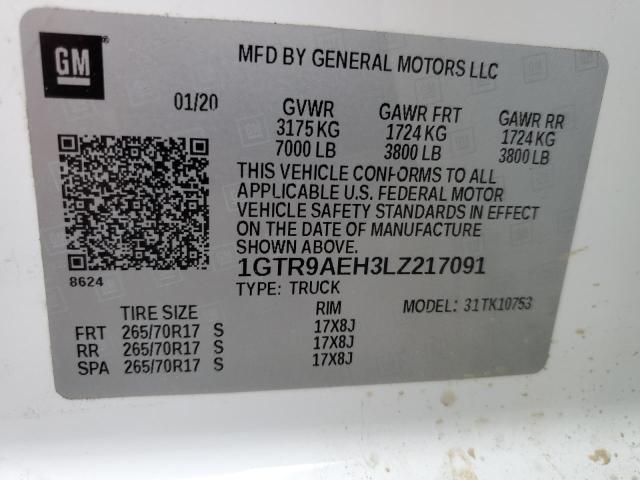 GM
MFD BY GENERAL MOTORS LLC
01/20 GVWR GAWR FRT GAWR RR
3175 KG 1724 KG 1724 KG
7000 LB 3800 LB 3800 LB
THIS VEHICLE CONFORMS TO ALL
APPLICABLE U.S. FEDERAL MOTOR
VEHICLE SAFETY STANDARDS IN EFFECT
ON THE DATE OF MANUFACTURE
SHOWN ABOVE.
8624
1GTR9AEH3LZ217091
TYPE: TRUCK
TIRE SIZE RIM MODEL: 31TK10753
FRT 265/70R17 S 17X8J
RR 265/70R17 S 17X8J
SPA 265/70R17 S 17X8J